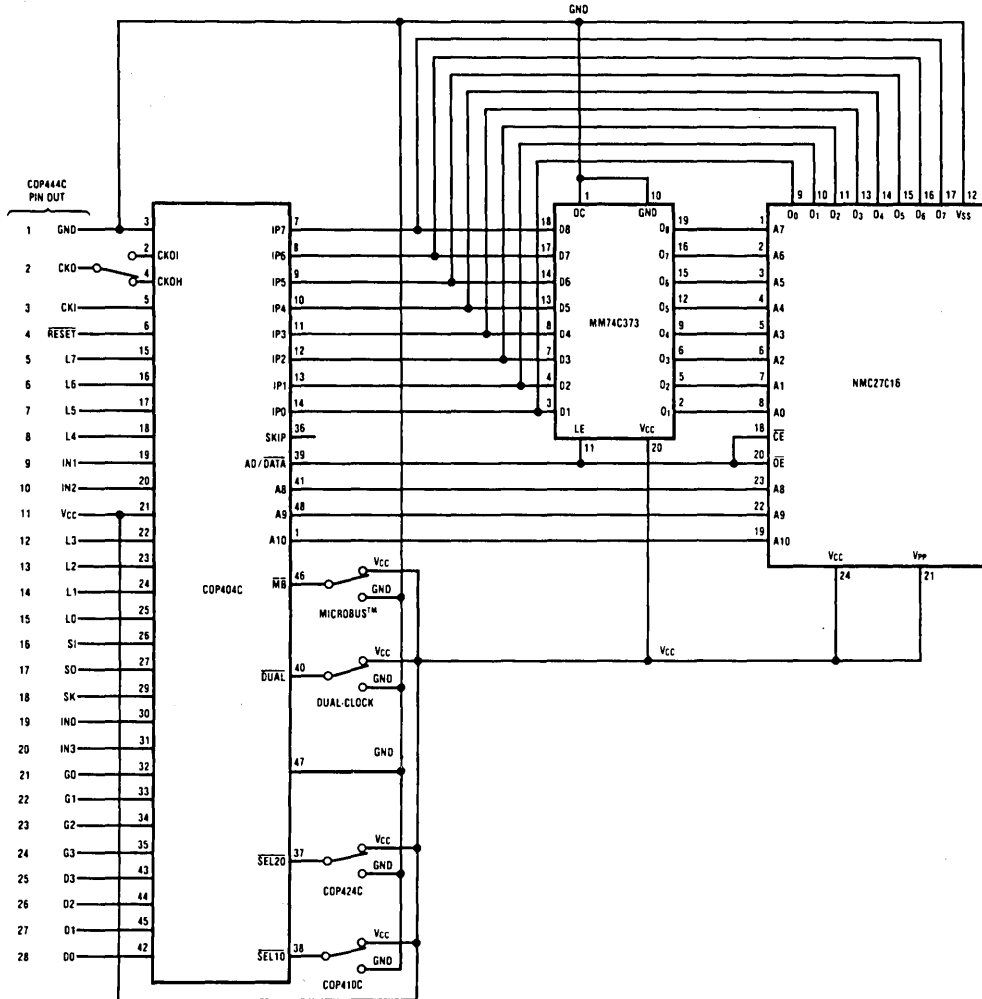 GND
COP444C
PIN OUT
1 GND 3
2 CKO
2 CKOI
4 CKOH
3 CKI 5
4 RESET 6
5 L7 15
6 L6 16
7 L5 17
8 L4 18
9 IN1 19
10 IN2 20
11 VCC 21
12 L3 22
13 L2 23
14 L1 24
15 L0 25
16 SI 26
17 SO 27
18 SK 29
19 IN0 30
20 IN3 31
21 G0 32
22 G1 33
23 G2 34
24 G3 35
25 D3 43
26 D2 44
27 D1 45
28 D0 42
COP404C
IP7 7
IP6 8
IP5 9
IP4 10
IP3 11
IP2 12
IP1 13
IP0 14
SKIP 36
AD/DATA 39
A8 41
A9 48
A10 1
MB 46
VCC
GND
MICROBUS™
DUAL 40
VCC
GND
DUAL-CLOCK
GND
47
SEL20 37
VCC
GND
COP424C
SEL10 38
VCC
GND
COP410C
1 10
OC GND
18 D8 O8 19
17 D7 O7 16
14 D6 O6 15
13 D5 O5 12
8 D4 O4 9
7 D3 O3 6
4 D2 O2 5
3 D1 O1 2
MM74C373
LE VCC
11 20
VCC
9 10 11 13 14 15 16 17 12
O0 O1 O2 O3 O4 O5 O6 O7 VSS
1 A7
2 A6
3 A5
4 A4
5 A3
6 A2
7 A1
8 A0
18 CE
20 OE
23 A8
22 A9
19 A10
NMC27C16
VCC VPP
24 21